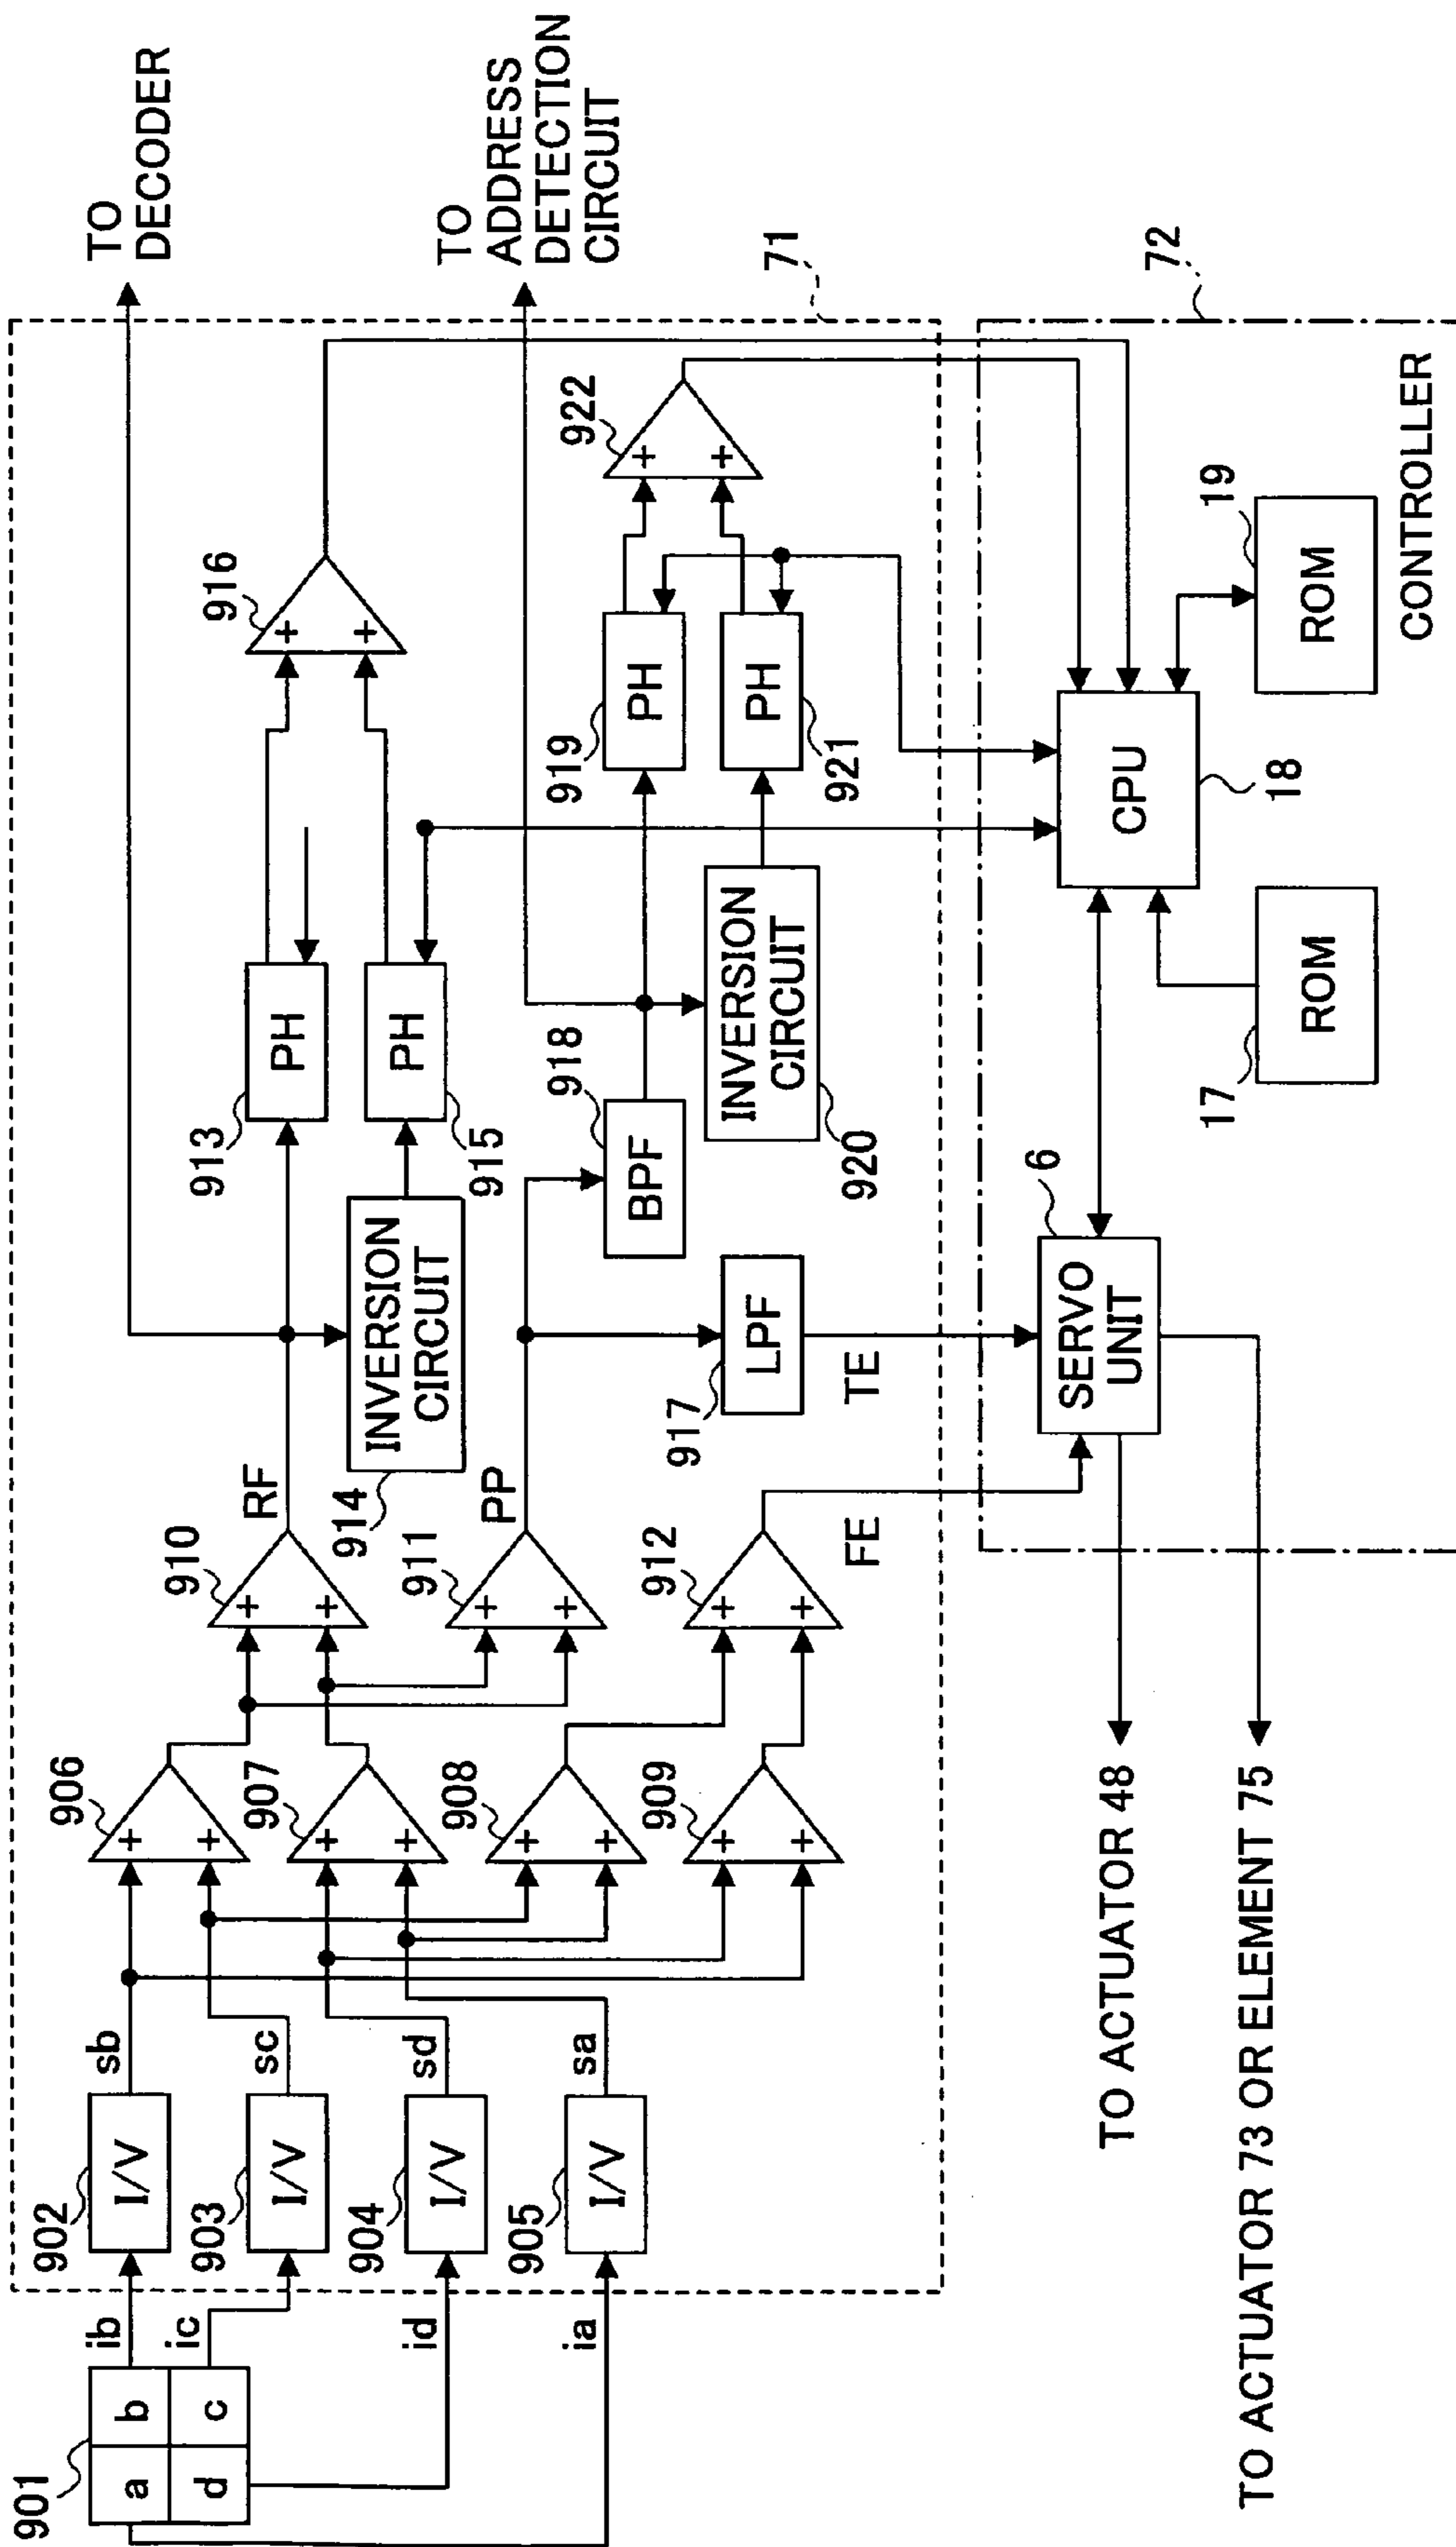 901
a
b
d
c
ib
ic
id
ia
902
I/V
sb
903
I/V
sc
904
I/V
sd
905
I/V
sa
906
+
+
907
+
+
908
+
+
909
+
+
910
+
+
RF
911
+
+
PP
912
+
+
FE
INVERSION
CIRCUIT
914
913
PH
PH
915
916
+
+
917
LPF
TE
918
BPF
INVERSION
CIRCUIT
920
919
PH
PH
921
922
+
+
TO
DECODER
TO
ADDRESS
DETECTION
CIRCUIT
71
72
6
SERVO
UNIT
CPU
18
17
ROM
19
ROM
CONTROLLER
TO ACTUATOR 48
TO ACTUATOR 73 OR ELEMENT 75